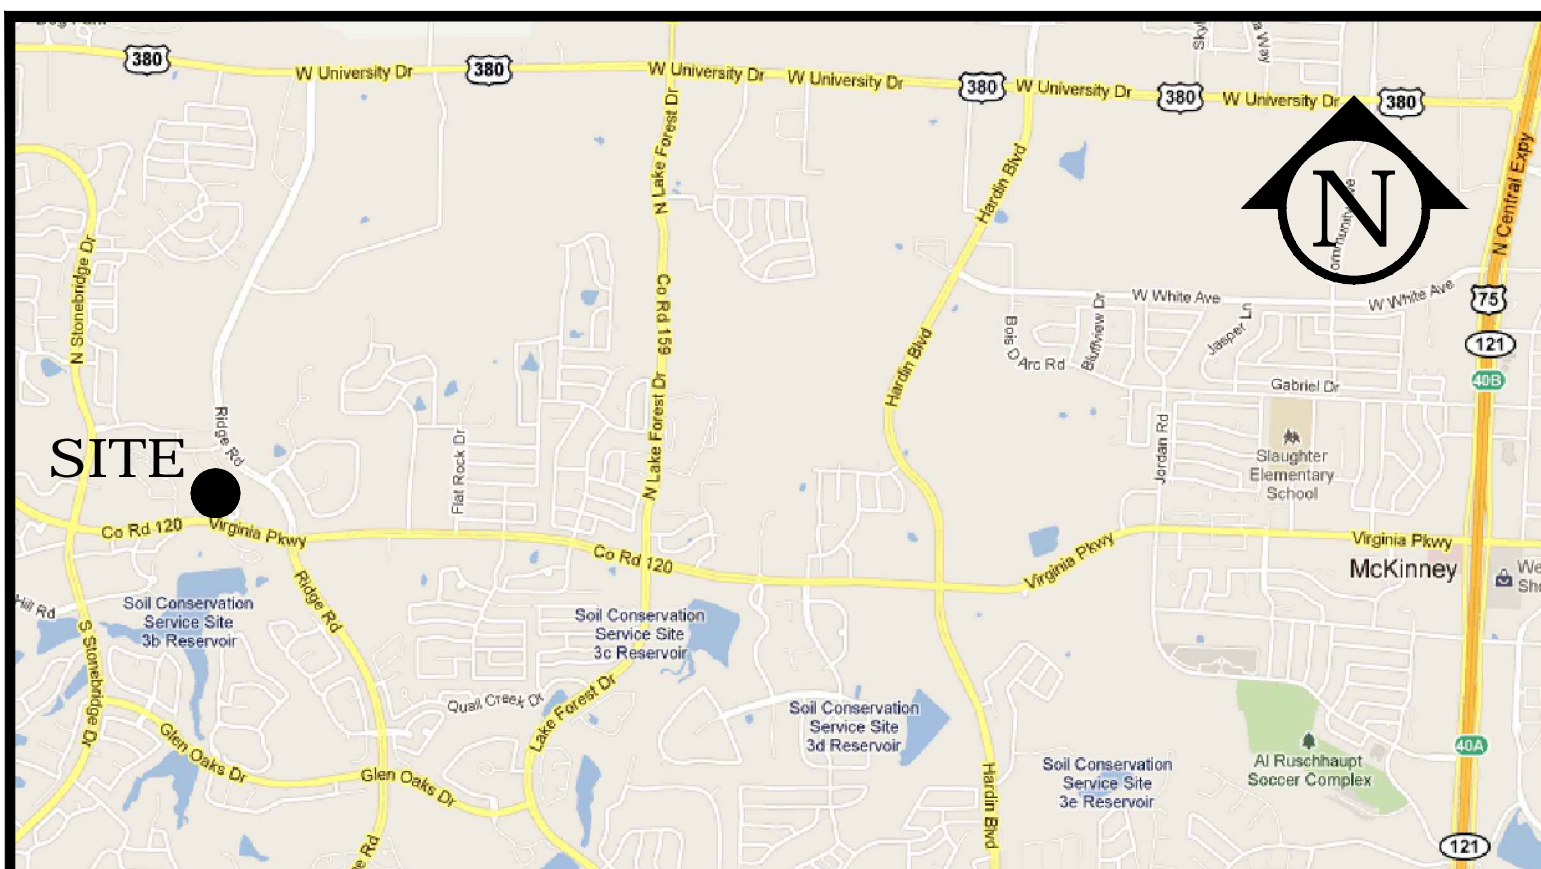 380
W University Dr
380
W University Dr
W University Dr
380
W University Dr
380
W University Dr
380
N Lake Forest Dr
Hardin Blvd
N Central Expy
N
N Stonebridge Dr
Co Rd 159
W White Ave
W White Ave
75
121
40B
Bois D Arc Rd
Bluffview Dr
Jasper Ln
Gabriel Dr
Hardin Blvd
N Lake Forest Dr
Ridge Rd
SITE
Flat Rock Dr
Jordan Rd
Slaughter
Elementary
School
Co Rd 120
Virginia Pkwy
Co Rd 120
Virginia Pkwy
Virginia Pkwy
McKinney
Ridge Rd
Hill Rd
Soil Conservation
Service Site
3b Reservoir
Soil Conservation
Service Site
3c Reservoir
S Stonebridge Dr
Quail Creek Dr
Lake Forest Dr
Soil Conservation
Service Site
3d Reservoir
Glen Oaks Dr
Glen Oaks Dr
Hardin Blvd
Soil Conservation
Service Site
3e Reservoir
Al Ruschhaupt
Soccer Complex
40A
121
Rd